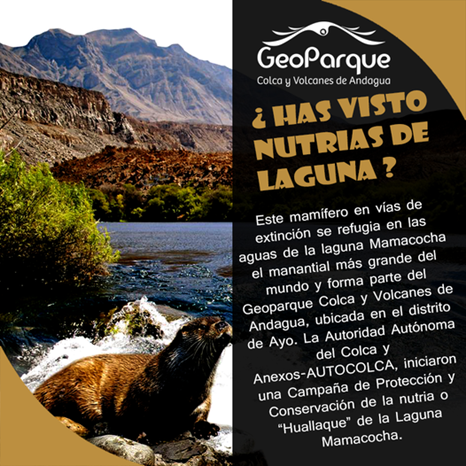 GeoParque
Colca y Volcanes de Andagua
¿ HAS VISTO
NUTRIAS DE
LAGUNA ?
Este mamífero en vías de
extinción se refugia en las
aguas de la laguna Mamacocha
el manantial más grande del
mundo y forma parte del
Geoparque Colca y Volcanes de
Andagua, ubicada en el distrito
de Ayo. La Autoridad Autónoma
del Colca y
Anexos-AUTOCOLCA, iniciaron
una Campaña de Protección y
Conservación de la nutria o
“Huallaque” de la Laguna
Mamacocha.